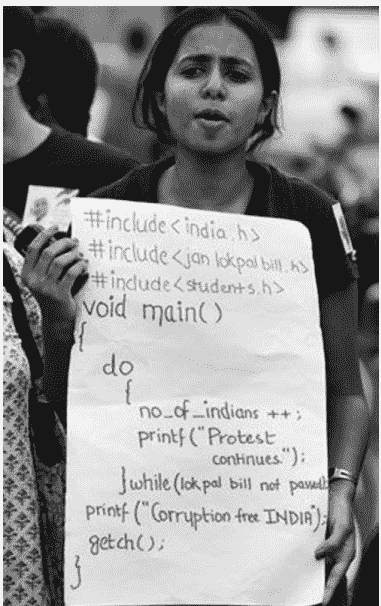 #include<india.h>
#include<jan lokpal bill.h>
#include<students.h>
void main()
{
do
{
no_of_indians ++;
printf("Protest
continues.");
}while(lokpal bill not passed);
printf("Corruption free INDIA");
getch();
}